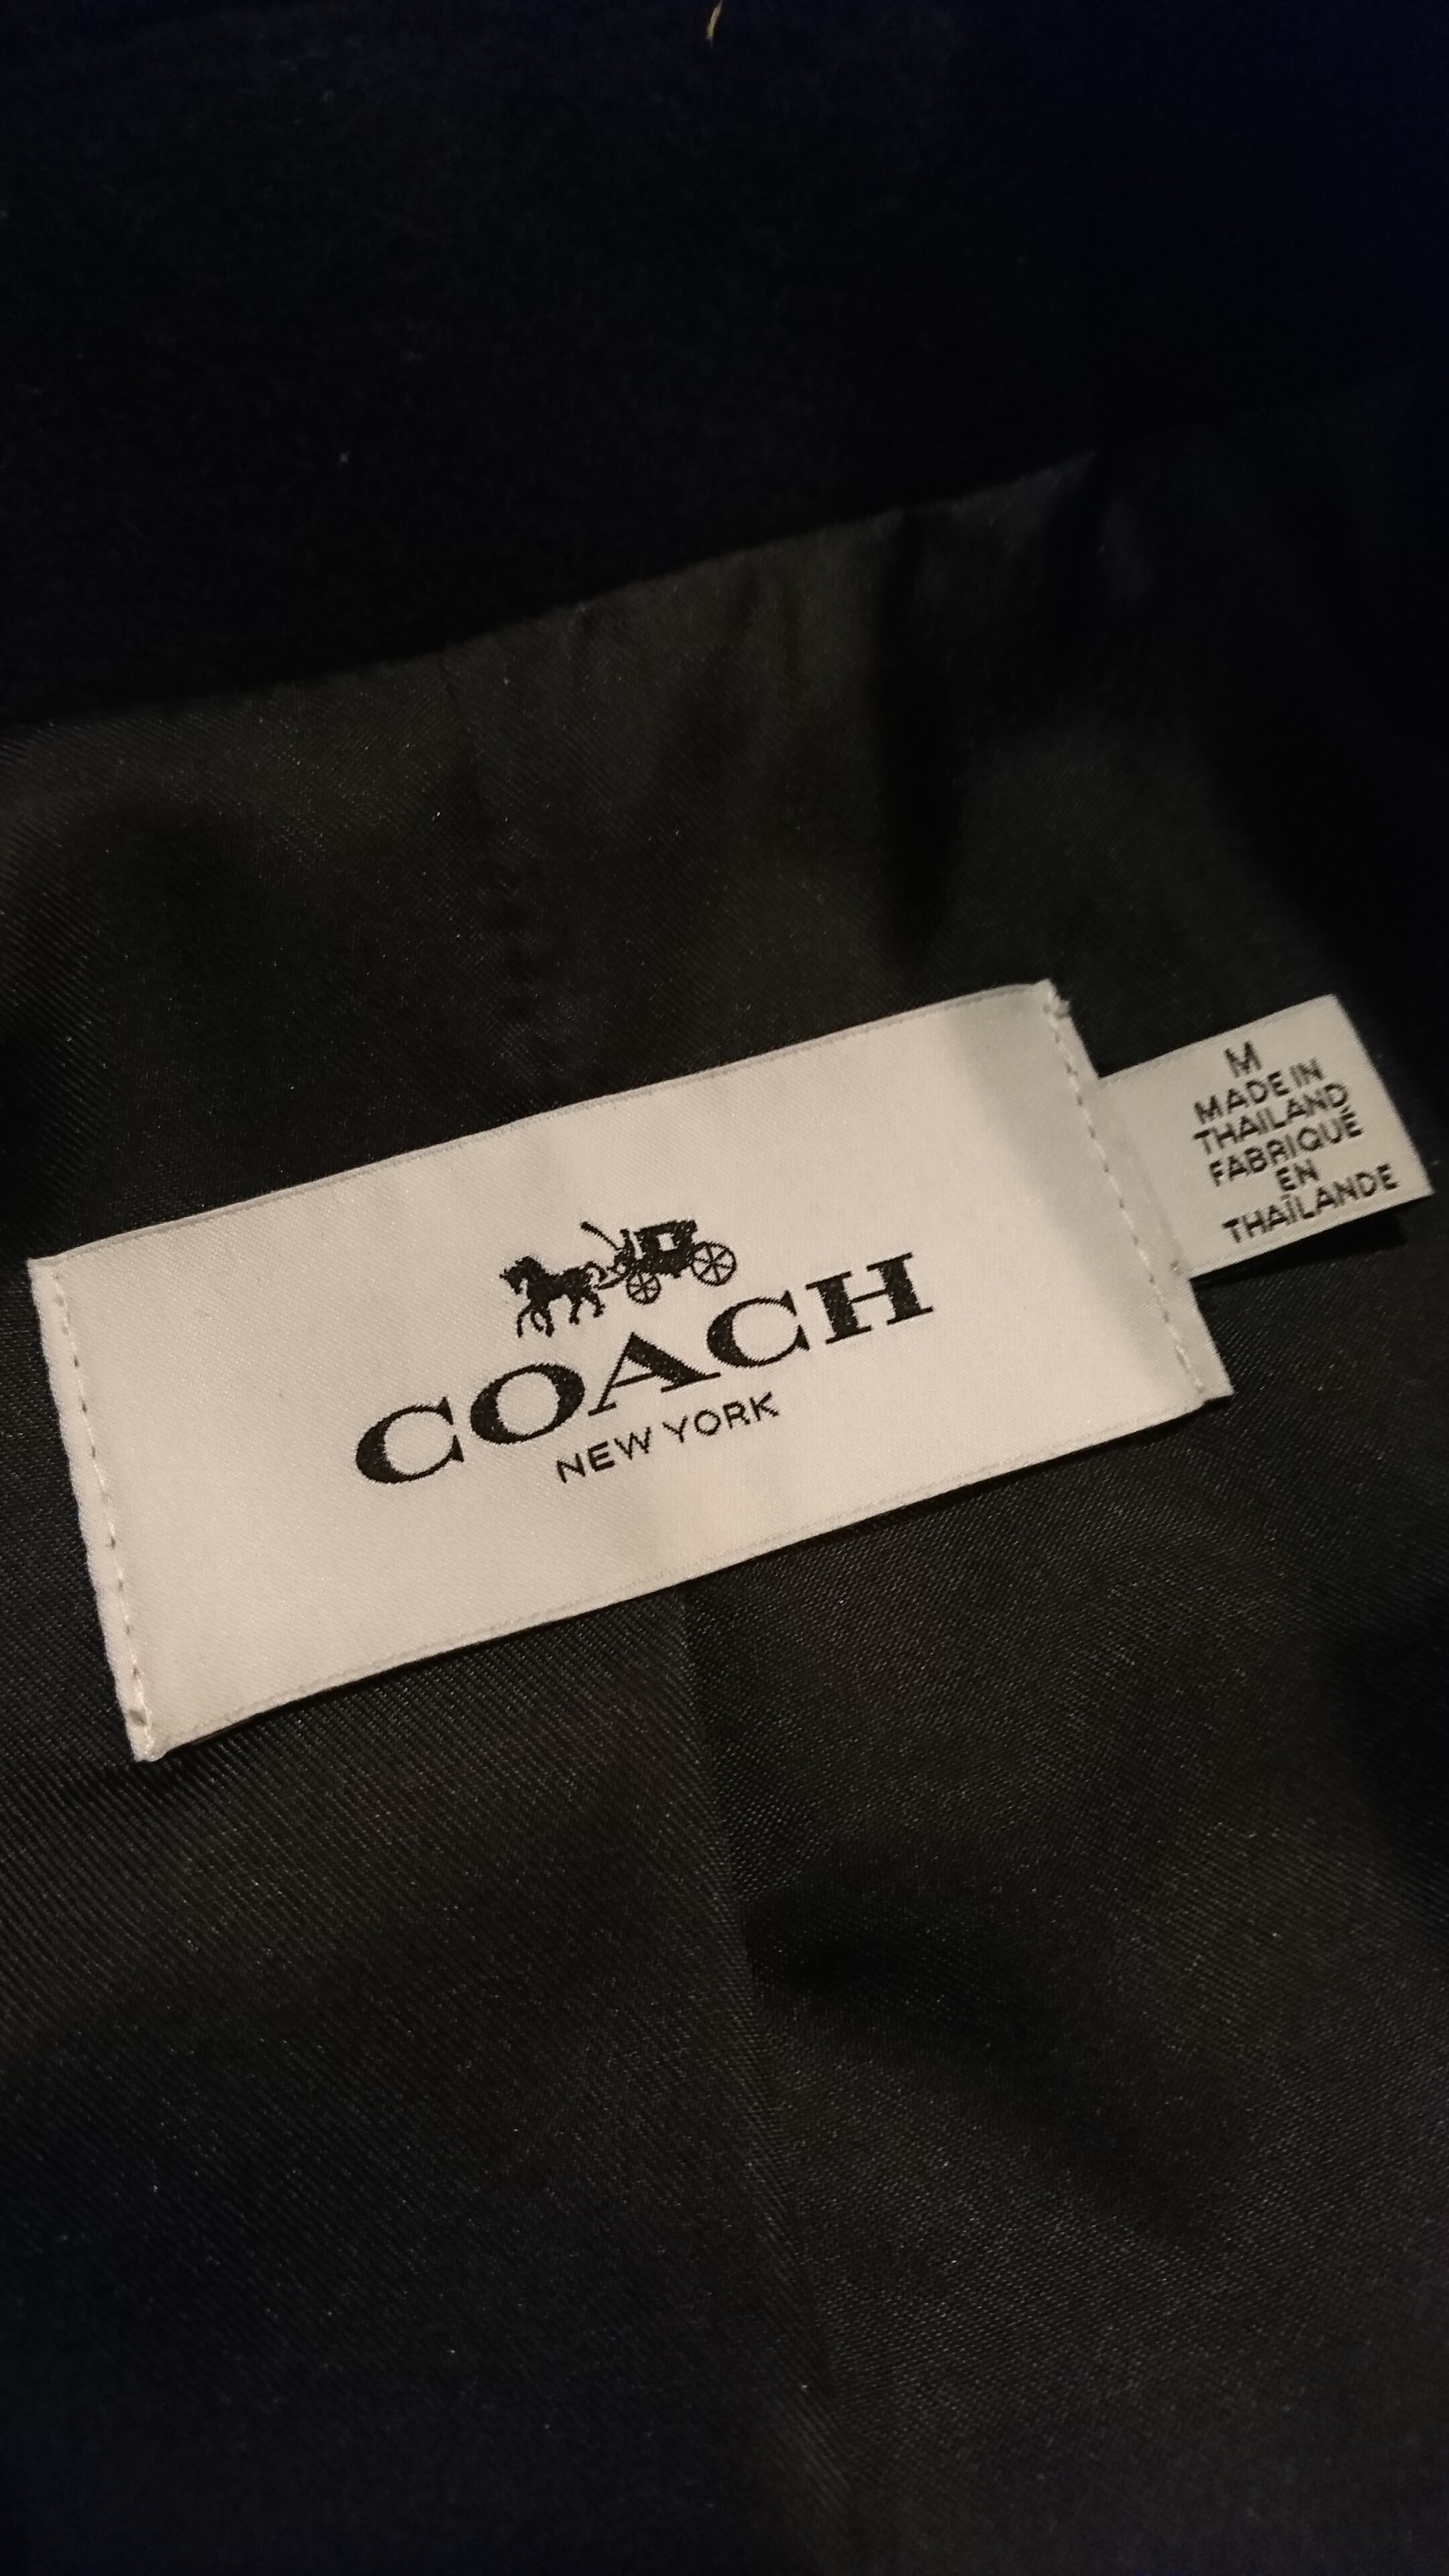 COACH
NEW YORK
M
MADE IN
THAILAND
FABRIQUÉ
EN
THAÏLANDE